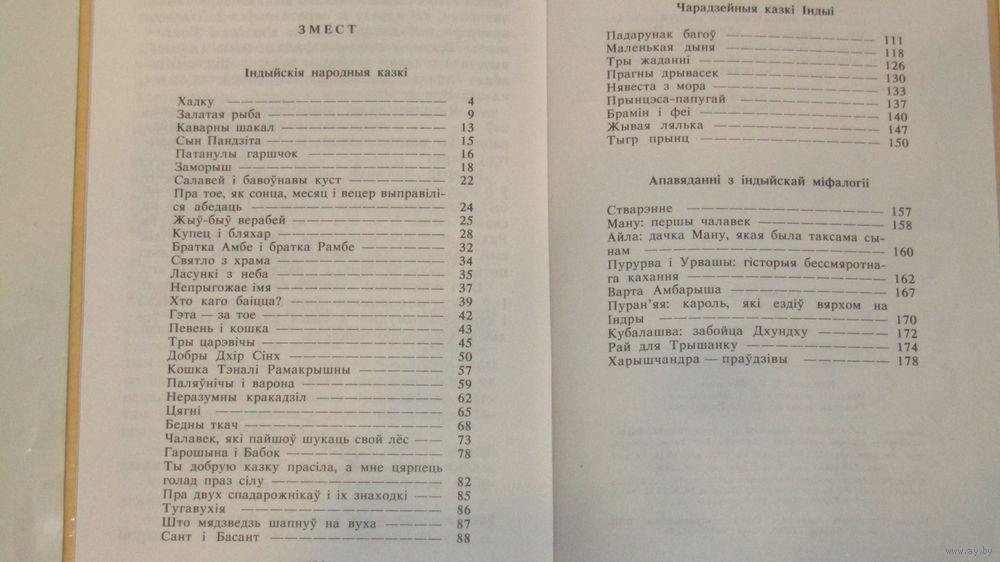 ЗМЕСТ
Індыйскія народныя казкі
Хадку — 4
Залатая рыба — 9
Каварны шакал — 13
Сын Пандзіта — 15
Патанулы гаршчок — 16
Заморыш — 18
Салавей і бавоўнавы куст — 22
Пра тое, як сонца, месяц і вецер выправілі-
ся абедаць — 24
Жыў-быў верабей — 25
Купец і бляхар — 28
Братка Амбе і братка Рамбе — 32
Святло з храма — 34
Ласункі з неба — 35
Непрыгожае імя — 37
Хто каго баіцца? — 39
Гэта — за тое — 42
Певень і кошка — 43
Тры царэвічы — 45
Добры Дхір Сінх — 50
Кошка Тэналі Рамакрышны — 57
Паляўнічы і варона — 59
Неразумны кракадзіл — 62
Цягні — 65
Бедны ткач — 68
Чалавек, які пайшоў шукаць свой лёс — 73
Гарошына і Бабок — 78
Ты добрую казку прасіла, а мне цярпець
голад праз сілу — 82
Пра двух спадарожнікаў і іх знаходкі — 85
Тугавухія — 86
Што мядзведзь шапнуў на вуха — 87
Сант і Басант — 88
Чарадзейныя казкі Індыі
Падарунак багоў — 111
Маленькая дыня — 118
Тры жаданні — 126
Прагны дрывасек — 130
Нявеста з мора — 133
Прынцэса-папугай — 137
Брамін і феі — 140
Жывая лялька — 147
Тыгр прынц — 150
Апавяданні з індыйскай міфалогіі
Стварэнне — 157
Ману: першы чалавек — 158
Айла: дачка Ману, якая была таксама сы-
нам — 160
Пурурва і Урвашы: гісторыя бессмяротна-
га кахання — 162
Варта Амбарыша — 167
Пуран’яя: кароль, які ездіў вярхом на
Індры — 170
Кубалашва: забойца Дхундху — 172
Рай для Трышанку — 174
Харышчандра — праўдзівы — 178
www.ay.by